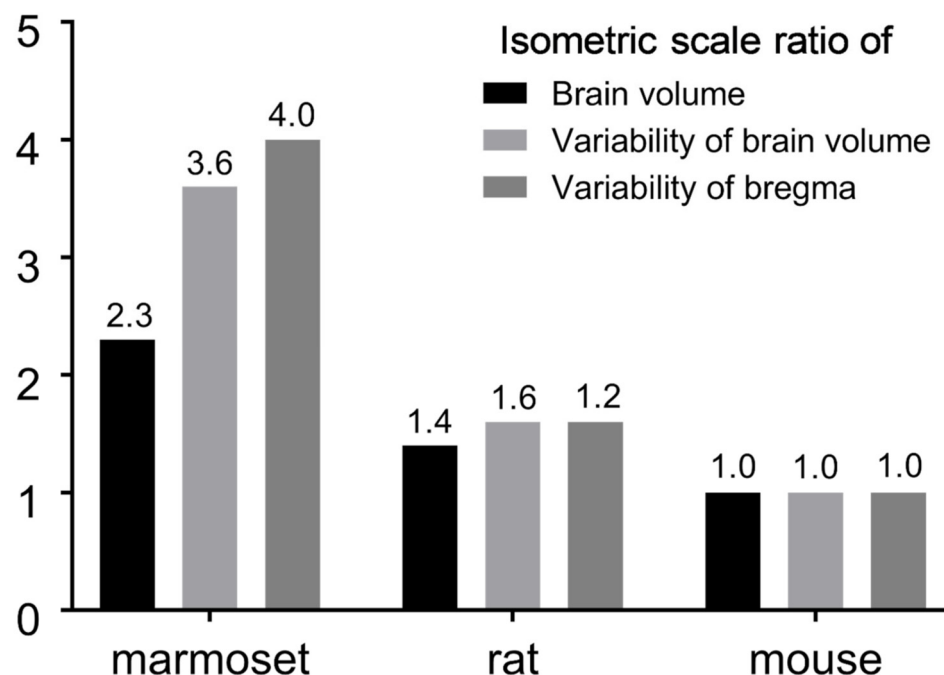 Isometric scale ratio of
Brain volume
Variability of brain volume
Variability of bregma
5
4
3
2
1
0
2.3
3.6
4.0
1.4
1.6
1.2
1.0
1.0
1.0
marmoset
rat
mouse